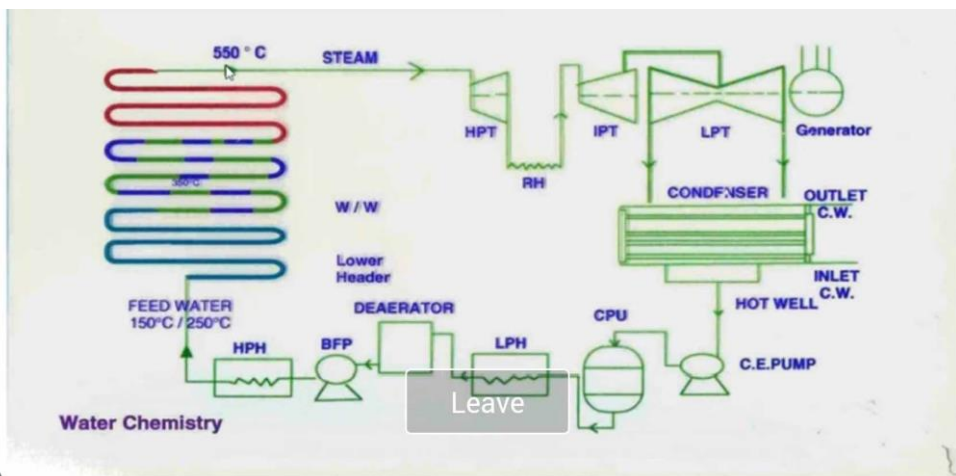 550 ° C
STEAM
HPT
IPT
LPT
Generator
RH
350°C
W/W
CONDENSER
OUTLET
C.W.
Lower
Header
INLET
C.W.
HOT WELL
FEED WATER
150°C / 250°C
DEAERATOR
CPU
HPH
BFP
LPH
C.E.PUMP
Leave
Water Chemistry